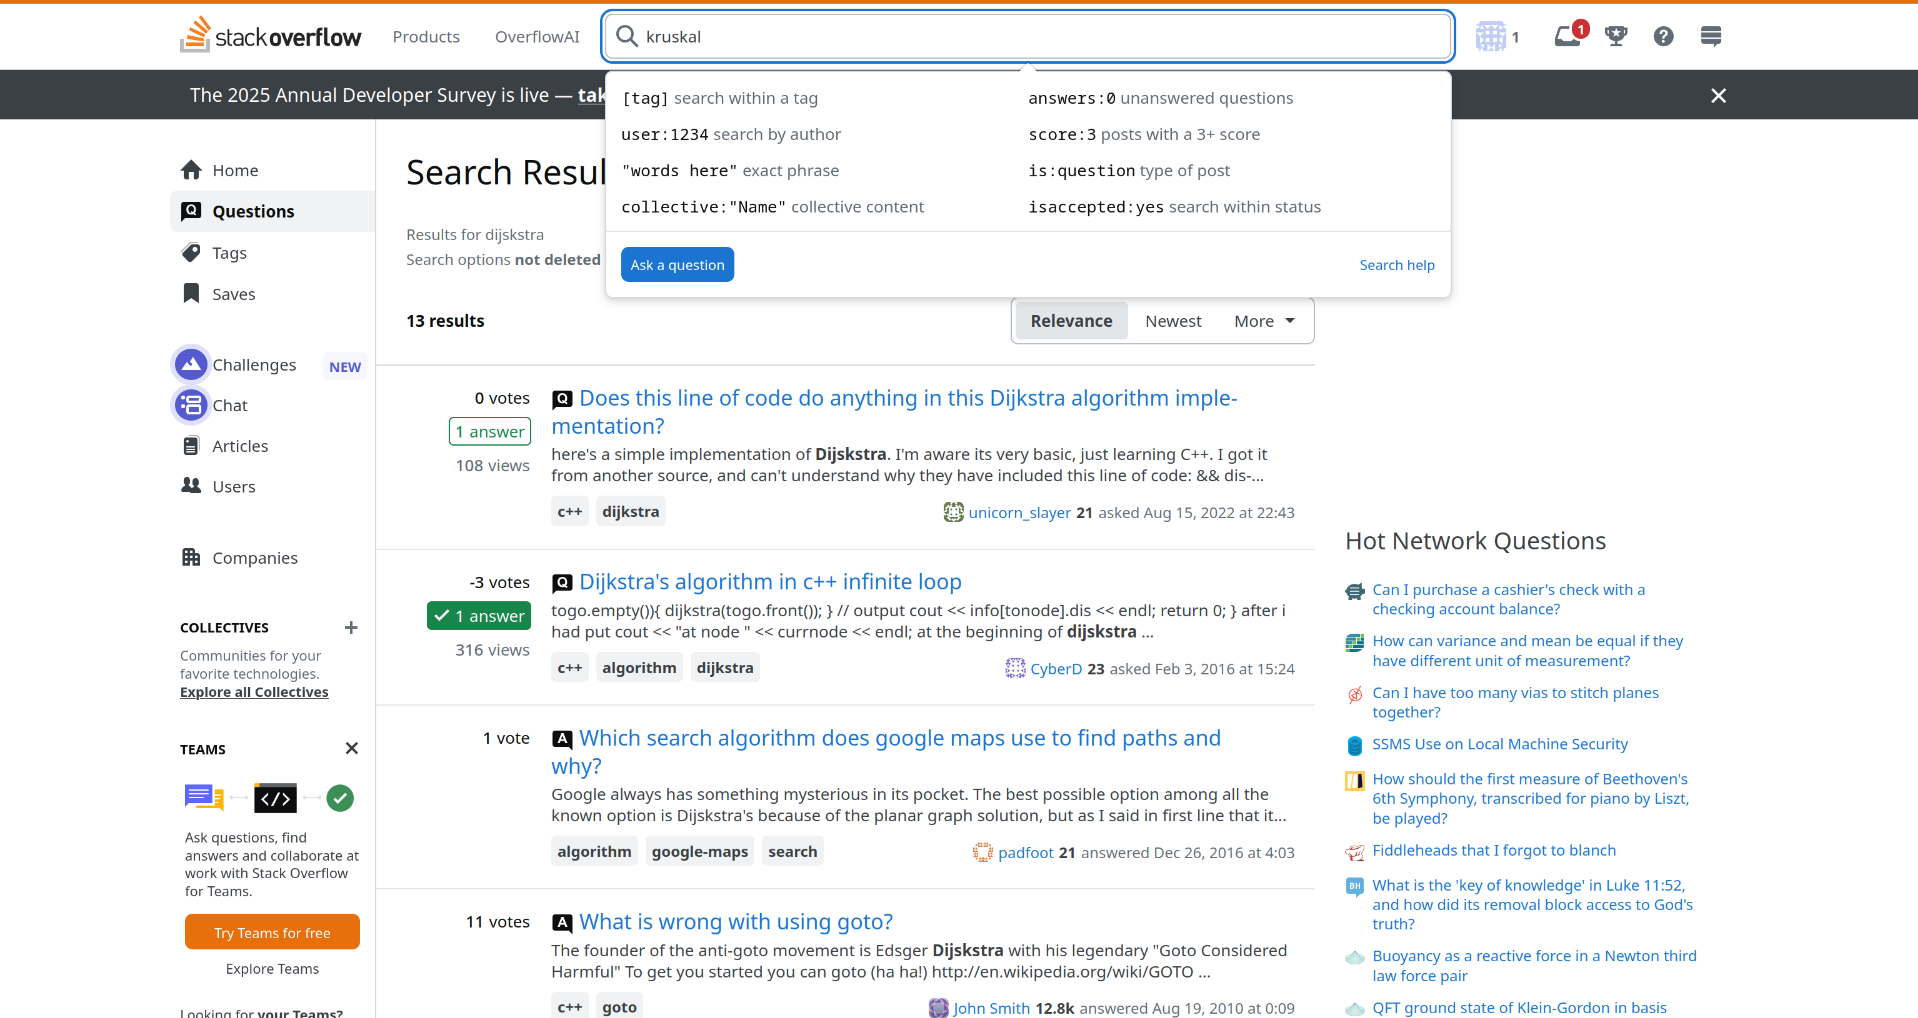 stackoverflow
Products
OverflowAI
kruskal
1
1
The 2025 Annual Developer Survey is live — tak
[tag] search within a tag
answers:0 unanswered questions
user:1234 search by author
score:3 posts with a 3+ score
"words here" exact phrase
is:question type of post
collective:"Name" collective content
isaccepted:yes search within status
Ask a question
Search help
Home
Questions
Tags
Saves
Challenges NEW
Chat
Articles
Users
Companies
COLLECTIVES
Communities for your
favorite technologies.
Explore all Collectives
TEAMS
Ask questions, find
answers and collaborate at
work with Stack Overflow
for Teams.
Try Teams for free
Explore Teams
Looking for your Teams?
Search Resul
Results for dijskstra
Search options not deleted
13 results
Relevance
Newest
More
0 votes
1 answer
108 views
Does this line of code do anything in this Dijkstra algorithm imple-
mentation?
here's a simple implementation of Dijskstra. I'm aware its very basic, just learning C++. I got it
from another source, and can't understand why they have included this line of code: && dis-...
c++ dijkstra
unicorn_slayer 21 asked Aug 15, 2022 at 22:43
-3 votes
1 answer
316 views
Dijkstra's algorithm in c++ infinite loop
togo.empty()){ dijkstra(togo.front()); } // output cout << info[tonode].dis << endl; return 0; } after i
had put cout << "at node " << currnode << endl; at the beginning of dijskstra ...
c++ algorithm dijkstra
CyberD 23 asked Feb 3, 2016 at 15:24
1 vote
Which search algorithm does google maps use to find paths and
why?
Google always has something mysterious in its pocket. The best possible option among all the
known option is Dijskstra's because of the planar graph solution, but as I said in first line that it...
algorithm google-maps search
padfoot 21 answered Dec 26, 2016 at 4:03
11 votes
What is wrong with using goto?
The founder of the anti-goto movement is Edsger Dijskstra with his legendary "Goto Considered
Harmful" To get you started you can goto (ha ha!) http://en.wikipedia.org/wiki/GOTO ...
c++ goto
John Smith 12.8k answered Aug 19, 2010 at 0:09
Hot Network Questions
Can I purchase a cashier's check with a
checking account balance?
How can variance and mean be equal if they
have different unit of measurement?
Can I have too many vias to stitch planes
together?
SSMS Use on Local Machine Security
How should the first measure of Beethoven's
6th Symphony, transcribed for piano by Liszt,
be played?
Fiddleheads that I forgot to blanch
What is the 'key of knowledge' in Luke 11:52,
and how did its removal block access to God's
truth?
Buoyancy as a reactive force in a Newton third
law force pair
QFT ground state of Klein-Gordon in basis